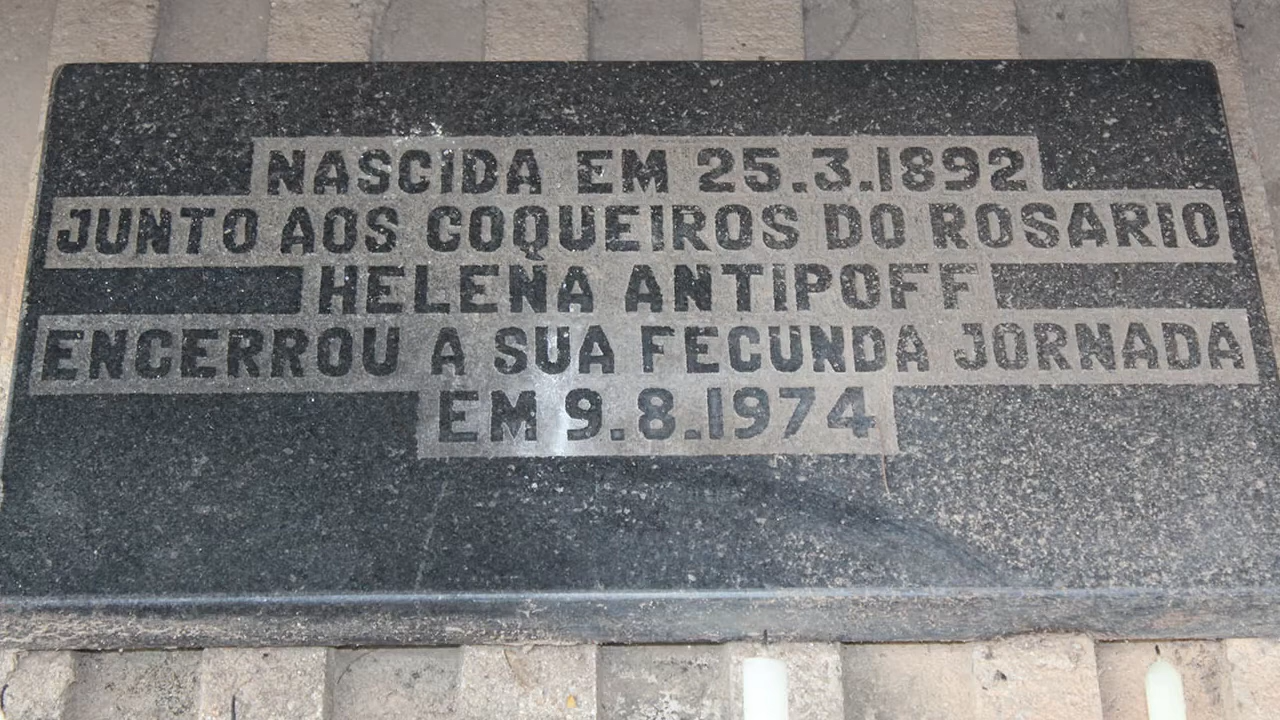 NASCIDA EM 25.3.1892
JUNTO AOS COQUEIROS DO ROSARIO
HELENA ANTIPOFF
ENCERROU A SUA FECUNDA JORNADA
EM 9.8.1974